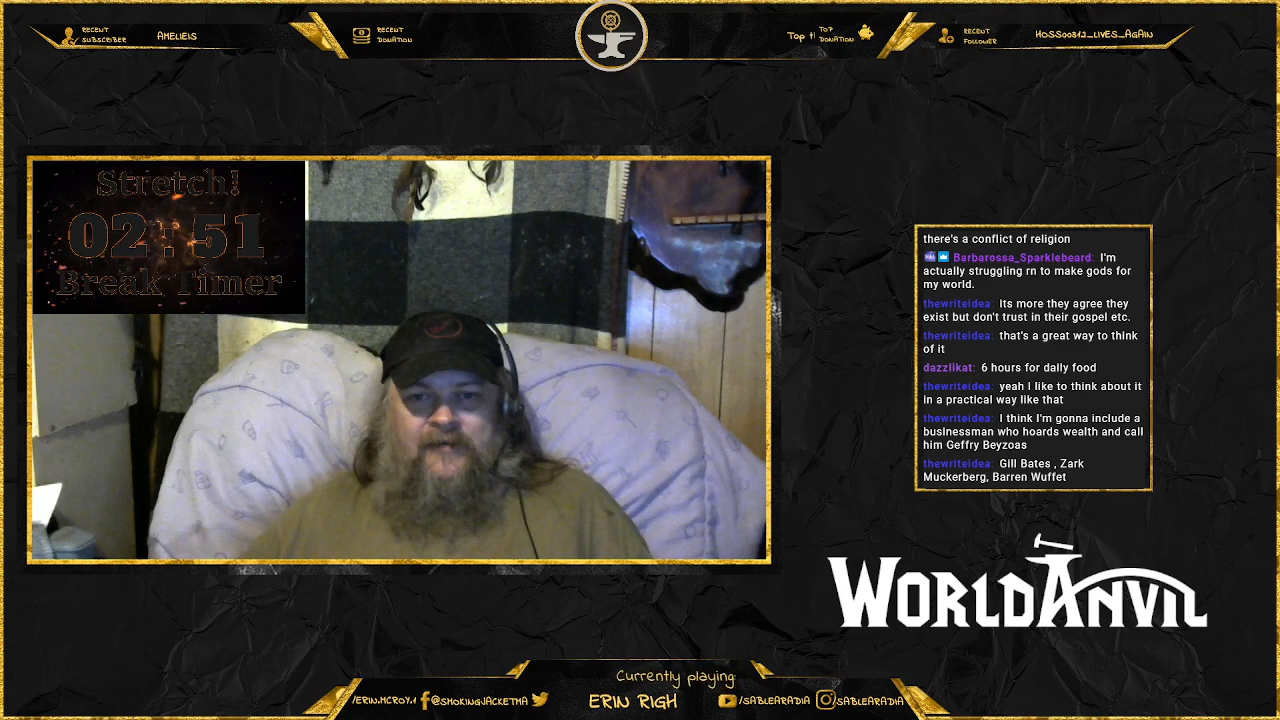 RECENT
SUBSCRIBER
AMELIEIS
RECENT
DONATION
Top
TOP
DONATION
RECENT
FOLLOWER
HOSS00312_LIVES_AGAIN
Stretch!
02:51
Break Timer
there's a conflict of religion
Barbarossa_Sparklebeard: I'm
actually struggling rn to make gods for
my world.
thewriteidea: Its more they agree they
exist but don't trust in their gospel etc.
thewriteidea: that's a great way to think
of it
dazzlikat: 6 hours for daily food
thewriteidea: yeah I like to think about it
in a practical way like that
thewriteidea: I think I'm gonna include a
businessman who hoards wealth and call
him Geffry Beyzoas
thewriteidea: Gill Bates , Zark
Muckerberg, Barren Wuffet
WORLDANVIL
Currently playing
/ERIN.MCROY.1
@SMOKINGJACKETMA
ERIN RIGH
/SABLEARADIA
/SABLEARADIA